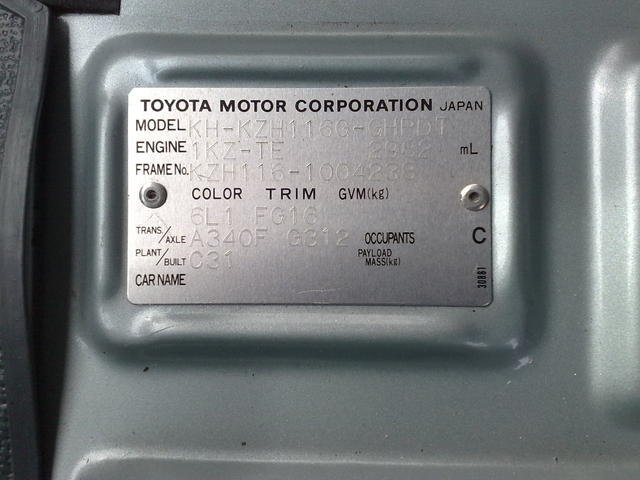 TOYOTA MOTOR CORPORATION JAPAN
MODEL KH-KZH116G-GHPDT
ENGINE 1KZ-TE 2982 mL
FRAME No. KZH116-1004239
COLOR TRIM GVM(kg)
6L1 FG16
TRANS./AXLE A340F G312 OCCUPANTS C
PLANT/BUILT C31 PAYLOAD MASS(kg)
CAR NAME
30881